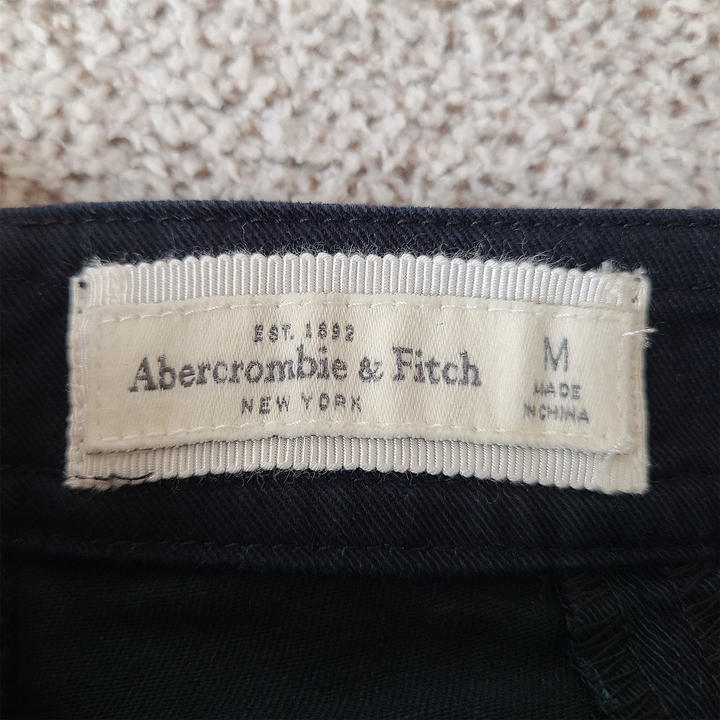 EST. 1892
Abercrombie & Fitch
NEW YORK
M
MADE
IN CHINA